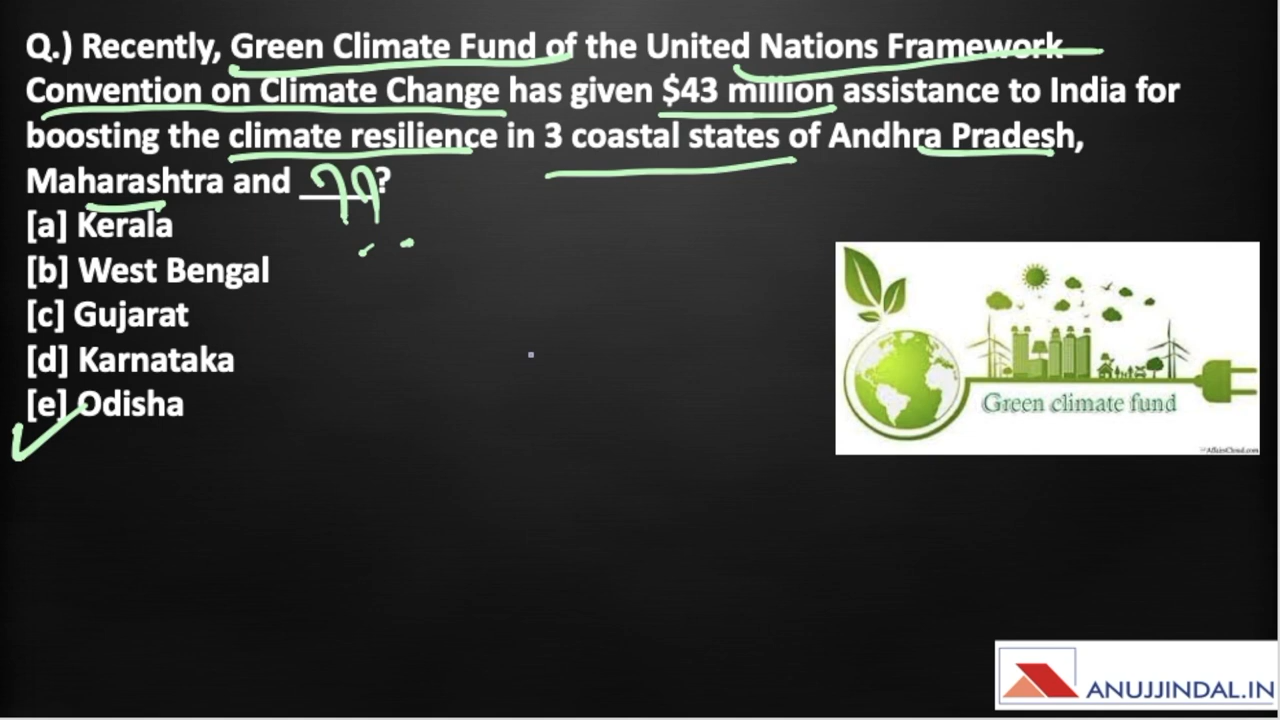 Q.) Recently, Green Climate Fund of the United Nations Framework
Convention on Climate Change has given $43 million assistance to India for
boosting the climate resilience in 3 coastal states of Andhra Pradesh,
Maharashtra and ____?
[a] Kerala
[b] West Bengal
[c] Gujarat
[d] Karnataka
[e] Odisha
Green climate fund
AffairsCloud.com
ANUJJINDAL.IN